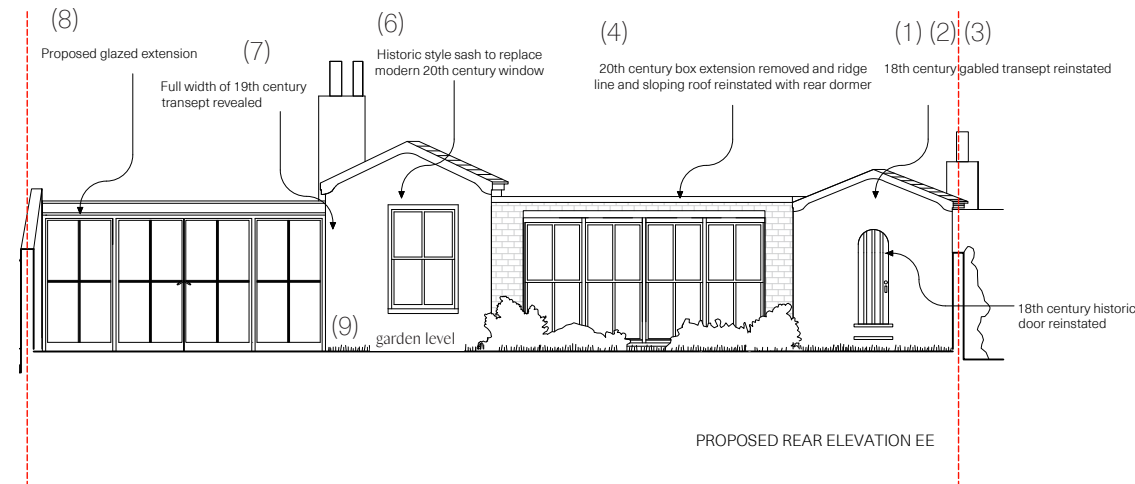 (8)
Proposed glazed extension
(7)
Full width of 19th century
transept revealed
(6)
Historic style sash to replace
modern 20th century window
(4)
20th century box extension removed and ridge
line and sloping roof reinstated with rear dormer
(1) (2) (3)
18th century gabled transept reinstated
18th century historic
door reinstated
(9)
garden level
PROPOSED REAR ELEVATION EE